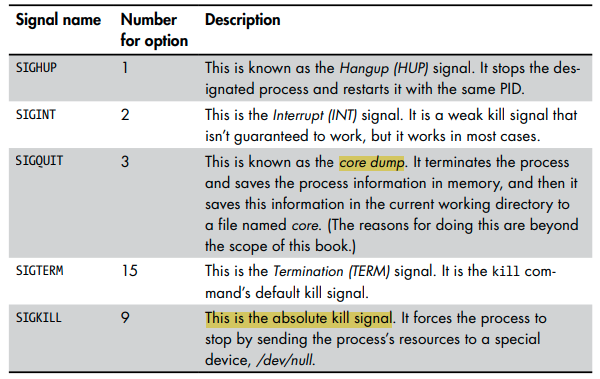 Signal name Number for option Description
SIGHUP 1 This is known as the Hangup (HUP) signal. It stops the des-
ignated process and restarts it with the same PID.
SIGINT 2 This is the Interrupt (INT) signal. It is a weak kill signal that
isn't guaranteed to work, but it works in most cases.
SIGQUIT 3 This is known as the core dump. It terminates the process
and saves the process information in memory, and then it
saves this information in the current working directory to
a file named core. (The reasons for doing this are beyond
the scope of this book.)
SIGTERM 15 This is the Termination (TERM) signal. It is the kill com-
mand's default kill signal.
SIGKILL 9 This is the absolute kill signal. It forces the process to
stop by sending the process's resources to a special
device, /dev/null.